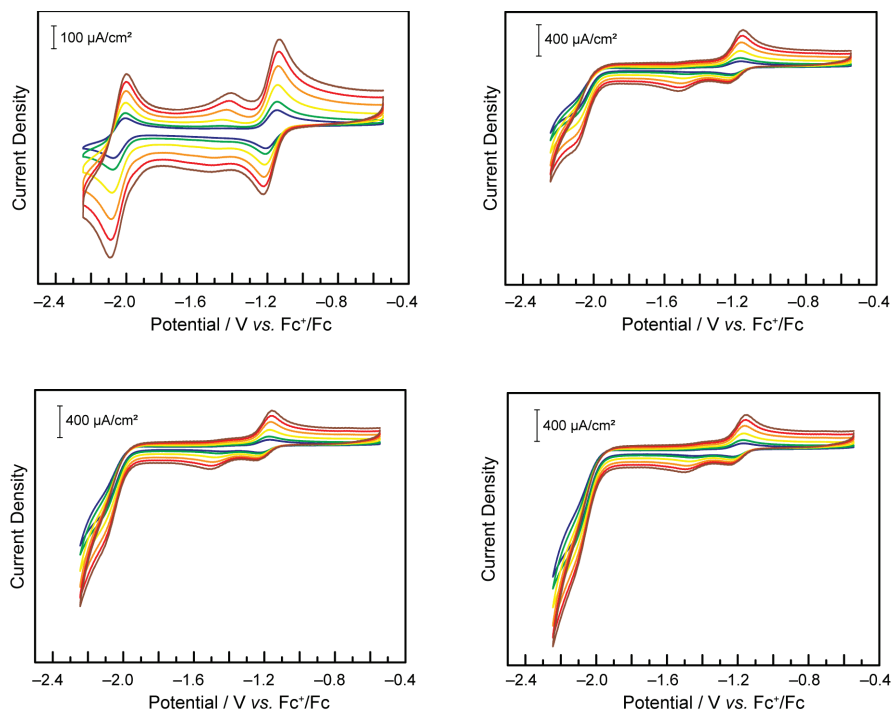 100 µA/cm²
Current Density
–2.4 –2.0 –1.6 –1.2 –0.8 –0.4
Potential / V vs. Fc⁺/Fc
400 µA/cm²
Current Density
–2.4 –2.0 –1.6 –1.2 –0.8 –0.4
Potential / V vs. Fc⁺/Fc
400 µA/cm²
Current Density
–2.4 –2.0 –1.6 –1.2 –0.8 –0.4
Potential / V vs. Fc⁺/Fc
400 µA/cm²
Current Density
–2.4 –2.0 –1.6 –1.2 –0.8 –0.4
Potential / V vs. Fc⁺/Fc